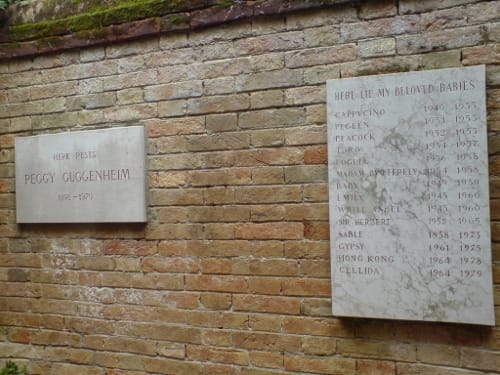 HERE RESTS
PEGGY GUGGENHEIM
1898-1979
HERE LIE MY BELOVED BABIES
CAPPUCINO 1949 1953
PEGEEN 1951 1953
PEACOCK 1952 1953
TORO 1954 1957
FOGLIA 1956 1958
MADAM BUTTERFLY 1954 1958
BABY 1949 1959
EMILY 1945 1960
WHITE ANGEL 1945 1960
SIR HERBERT 1952 1965
SABLE 1958 1973
GYPSY 1961 1975
HONG KONG 1964 1978
CELLIDA 1964 1979